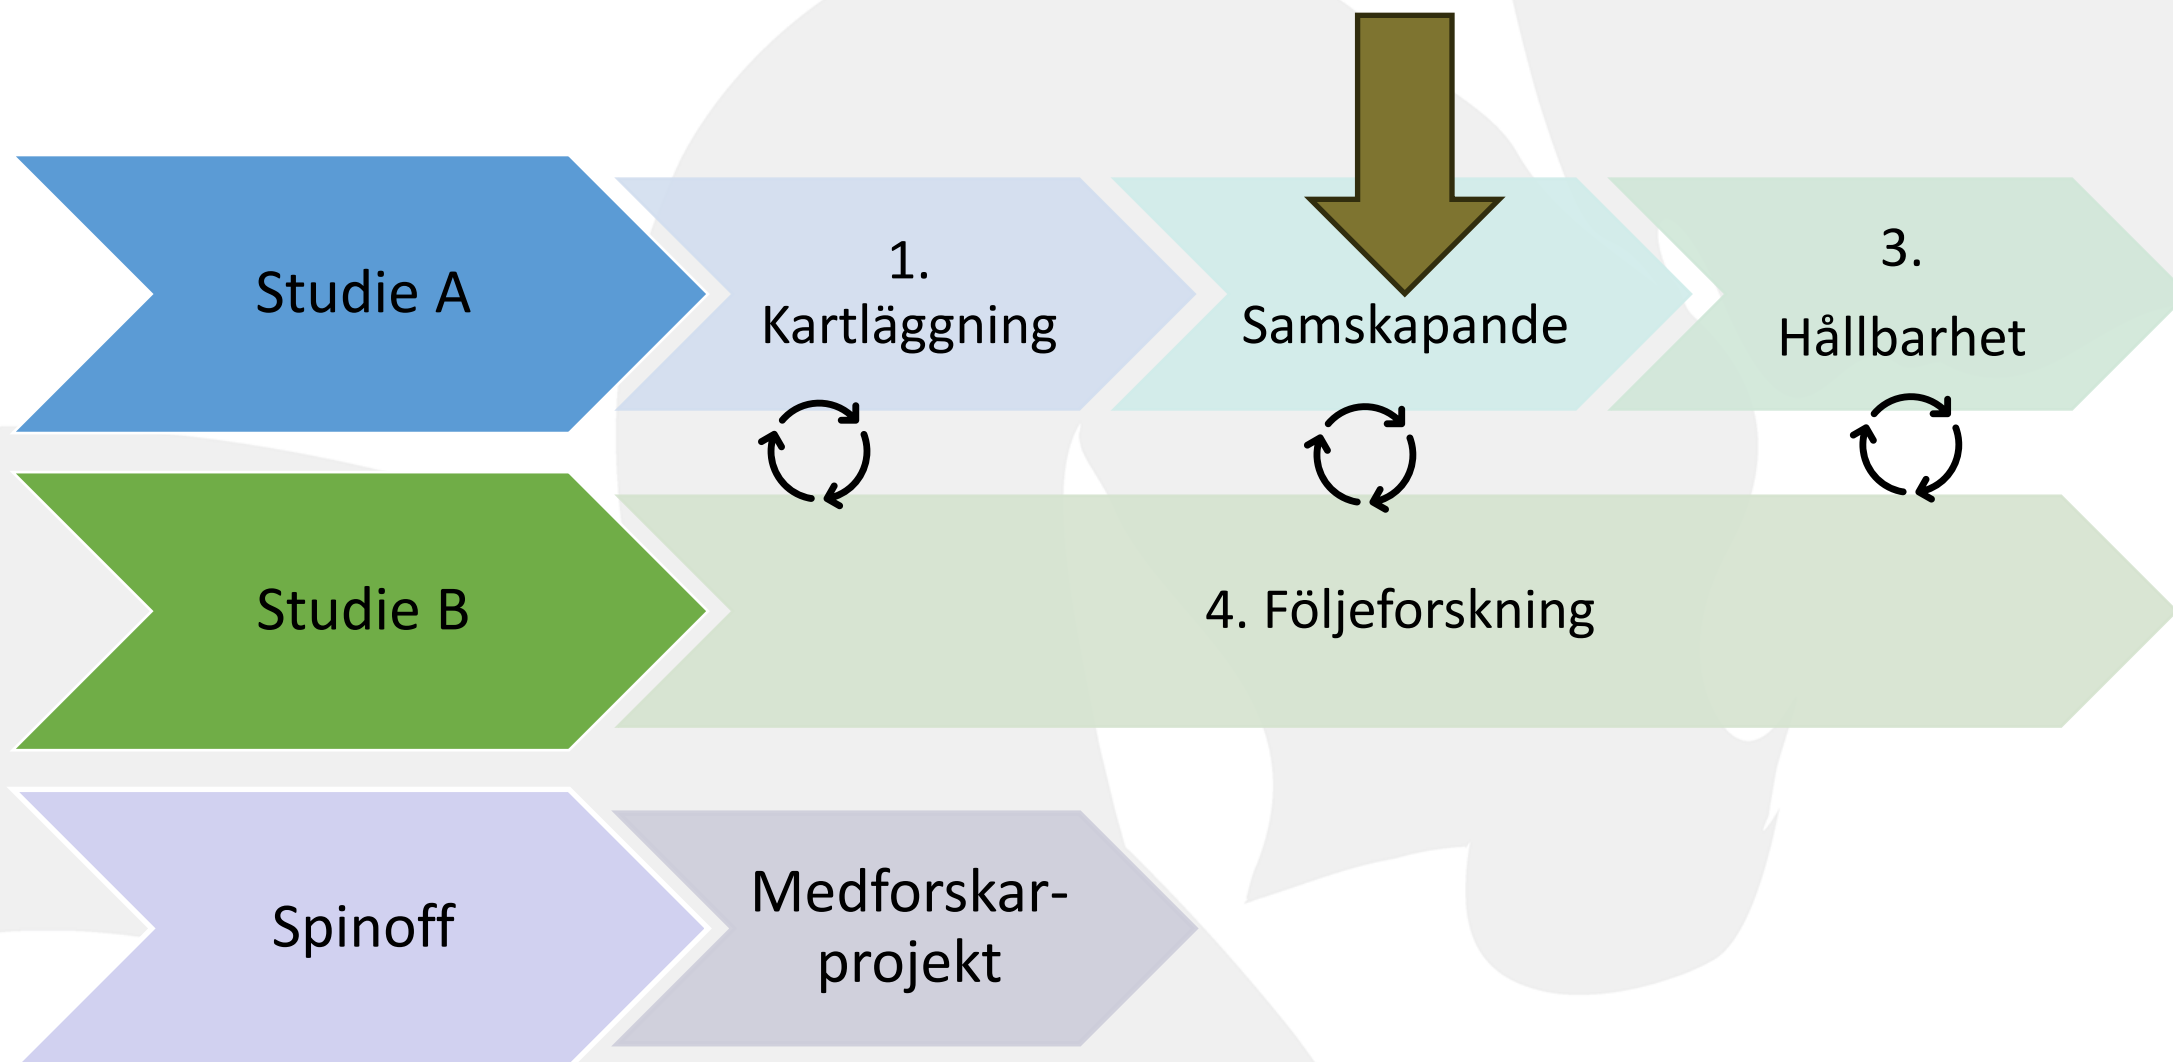 Studie A
1.
Kartläggning
Samskapande
3.
Hållbarhet
Studie B
4. Följeforskning
Spinoff
Medforskar-
projekt